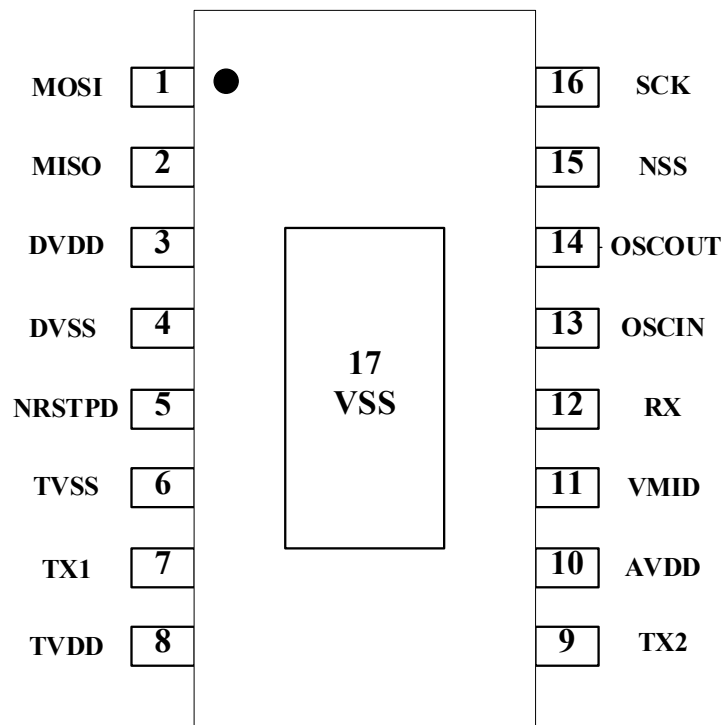 MOSI 1 16 SCK
MISO 2 15 NSS
DVDD 3 14 OSCOUT
DVSS 4 13 OSCIN
17
VSS
NRSTPD 5 12 RX
TVSS 6 11 VMID
TX1 7 10 AVDD
TVDD 8 9 TX2